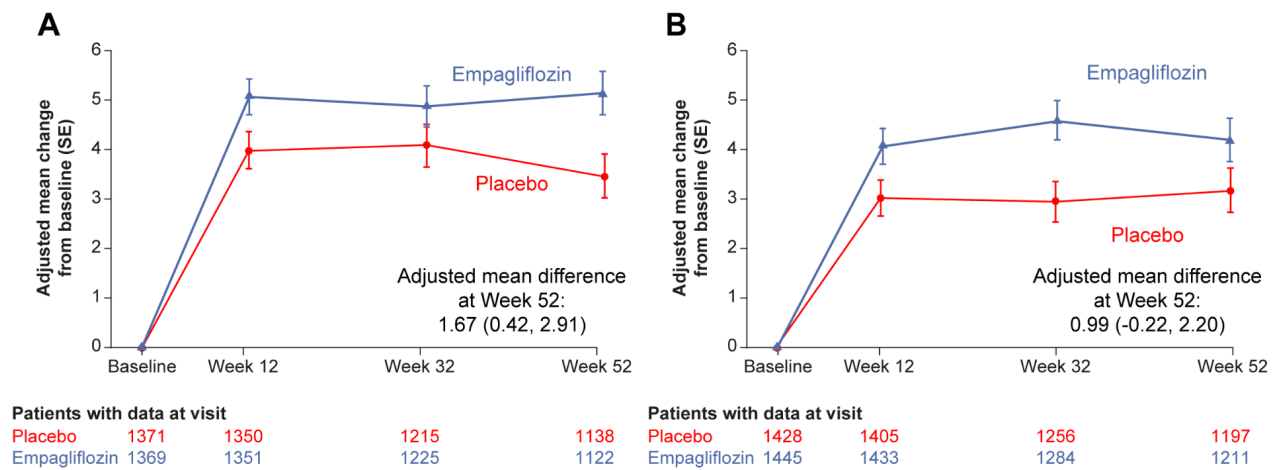 A
Adjusted mean change
from baseline (SE)
6
5
4
3
2
1
0
Empagliflozin
Placebo
Adjusted mean difference
at Week 52:
1.67 (0.42, 2.91)
Baseline Week 12 Week 32 Week 52
Patients with data at visit
Placebo 1371 1350 1215 1138
Empagliflozin 1369 1351 1225 1122
B
Adjusted mean change
from baseline (SE)
6
5
4
3
2
1
0
Empagliflozin
Placebo
Adjusted mean difference
at Week 52:
0.99 (-0.22, 2.20)
Baseline Week 12 Week 32 Week 52
Patients with data at visit
Placebo 1428 1405 1256 1197
Empagliflozin 1445 1433 1284 1211